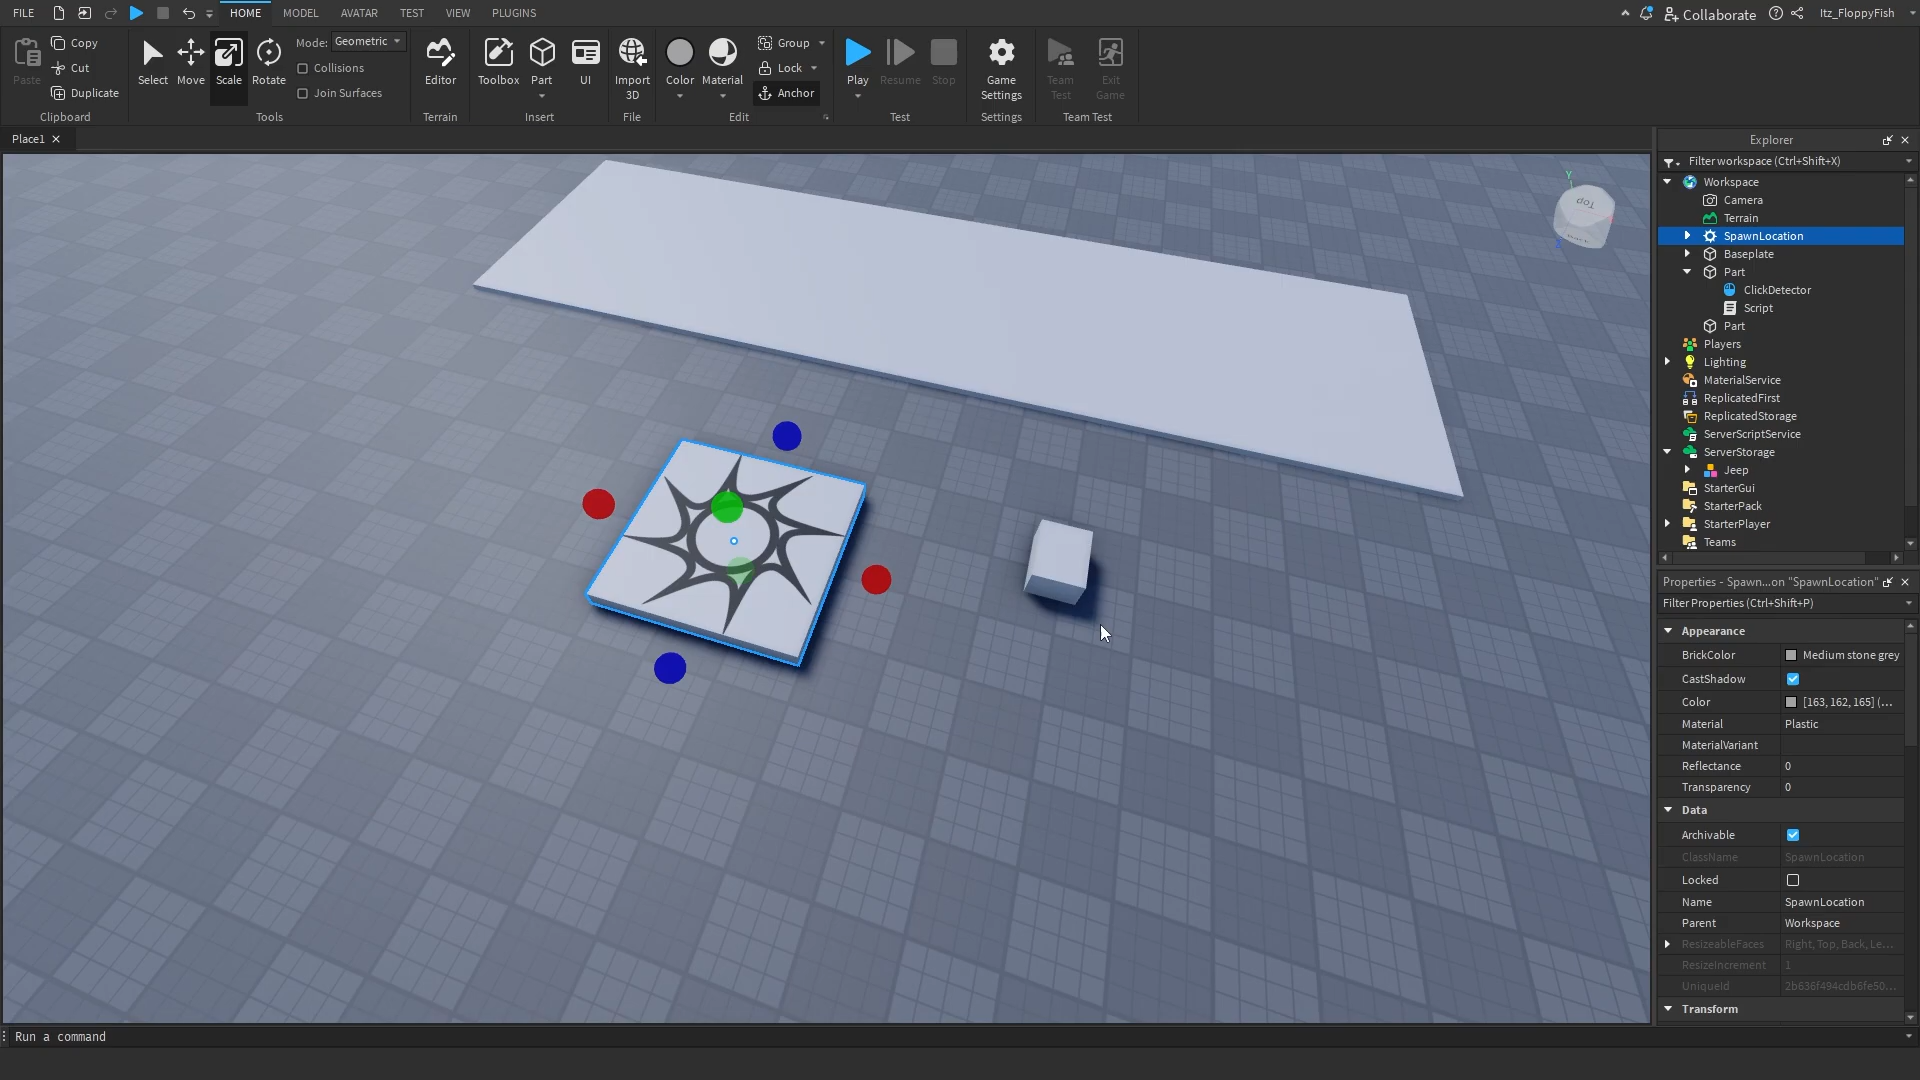 FILE HOME MODEL AVATAR TEST VIEW PLUGINS Collaborate Itz_FloppyFish
Paste Copy Cut Duplicate Clipboard
Select Move Scale Rotate Mode: Geometric Collisions Join Surfaces Tools
Editor Terrain
Toolbox Part UI Insert
Import 3D File
Color Material Group Lock Anchor Edit
Play Resume Stop Test
Game Settings Settings
Team Test Exit Game Team Test
Place1
Y
Top
Explorer
Filter workspace (Ctrl+Shift+X)
Workspace
Camera
Terrain
SpawnLocation
Baseplate
Part
ClickDetector
Script
Part
Players
Lighting
MaterialService
ReplicatedFirst
ReplicatedStorage
ServerScriptService
ServerStorage
Jeep
StarterGui
StarterPack
StarterPlayer
Teams
Properties - Spawn...on "SpawnLocation"
Filter Properties (Ctrl+Shift+P)
Appearance
BrickColor Medium stone grey
CastShadow
Color [163, 162, 165] (...
Material Plastic
MaterialVariant
Reflectance 0
Transparency 0
Data
Archivable
ClassName SpawnLocation
Locked
Name SpawnLocation
Parent Workspace
ResizeableFaces Right, Top, Back, Le...
ResizeIncrement 1
UniqueId 2b636f494cdb6fe50...
Transform
Run a command